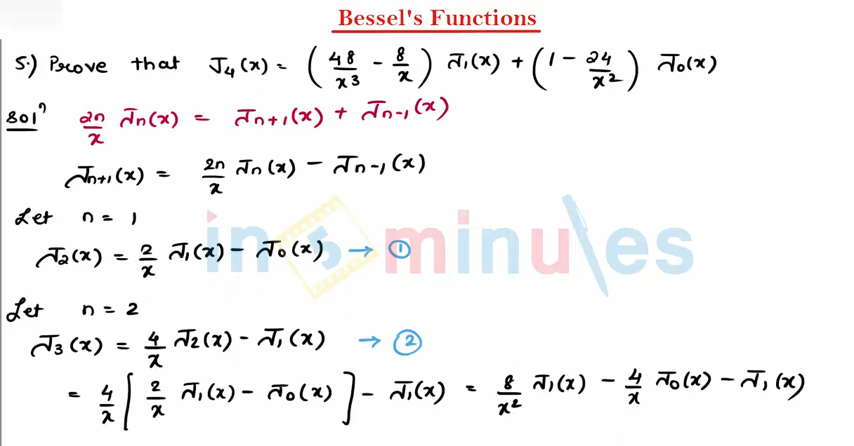 Bessel's Functions
5.) Prove that J₄(x) = (48/x³ - 8/x) J₁(x) + (1 - 24/x²) J₀(x)
Solⁿ 2n/x Jn(x) = Jn+1(x) + Jn-1(x)
Jn+1(x) = 2n/x Jn(x) - Jn-1(x)
Let n = 1
J₂(x) = 2/x J₁(x) - J₀(x) → ①
Let n = 2
J₃(x) = 4/x J₂(x) - J₁(x) → ②
= 4/x [ 2/x J₁(x) - J₀(x) ] - J₁(x) = 8/x² J₁(x) - 4/x J₀(x) - J₁(x)
in 5 minutes